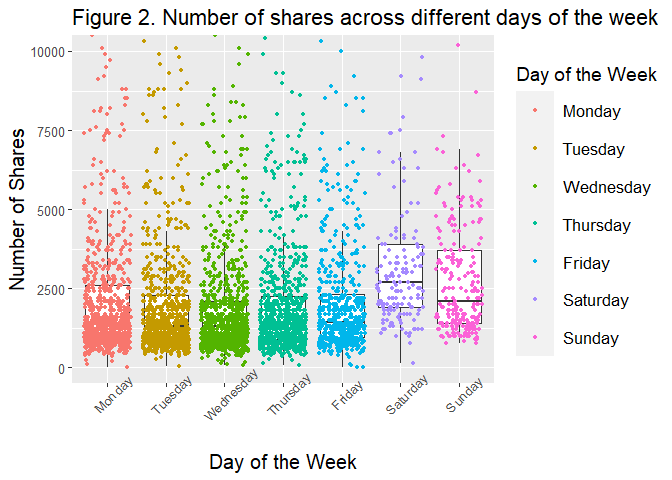 Figure 2. Number of shares across different days of the week
10000
7500
5000
2500
0
Number of Shares
Monday
Tuesday
Wednesday
Thursday
Friday
Saturday
Sunday
Day of the Week
Day of the Week
Monday
Tuesday
Wednesday
Thursday
Friday
Saturday
Sunday